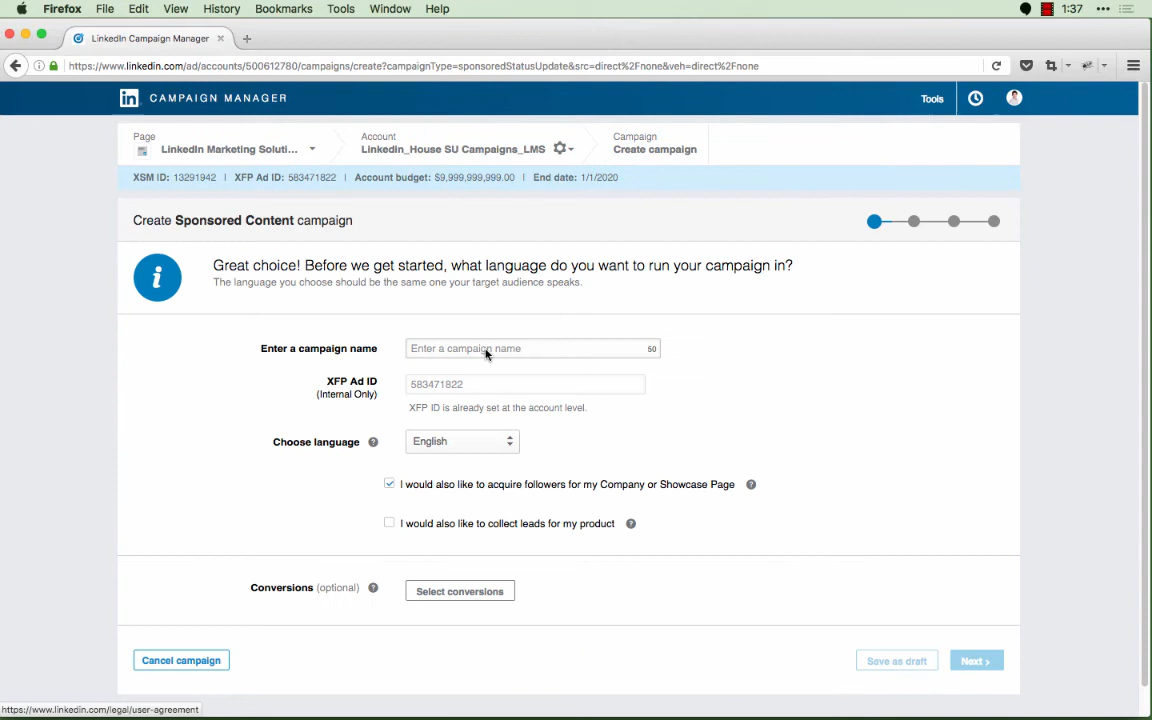 Firefox File Edit View History Bookmarks Tools Window Help 1:37
LinkedIn Campaign Manager
https://www.linkedin.com/ad/accounts/500612780/campaigns/create?campaignType=sponsoredStatusUpdate&src=direct%2Fnone&veh=direct%2Fnone
in CAMPAIGN MANAGER Tools
Page Account Campaign
LinkedIn Marketing Soluti... Linkedin_House SU Campaigns_LMS Create campaign
XSM ID: 13291942 | XFP Ad ID: 583471822 | Account budget: $9,999,999,999.00 | End date: 1/1/2020
Create Sponsored Content campaign
Great choice! Before we get started, what language do you want to run your campaign in?
The language you choose should be the same one your target audience speaks.
Enter a campaign name Enter a campaign name 50
XFP Ad ID 583471822
(Internal Only)
XFP ID is already set at the account level.
Choose language ? English
I would also like to acquire followers for my Company or Showcase Page ?
I would also like to collect leads for my product ?
Conversions (optional) ? Select conversions
Cancel campaign Save as draft Next >
https://www.linkedin.com/legal/user-agreement